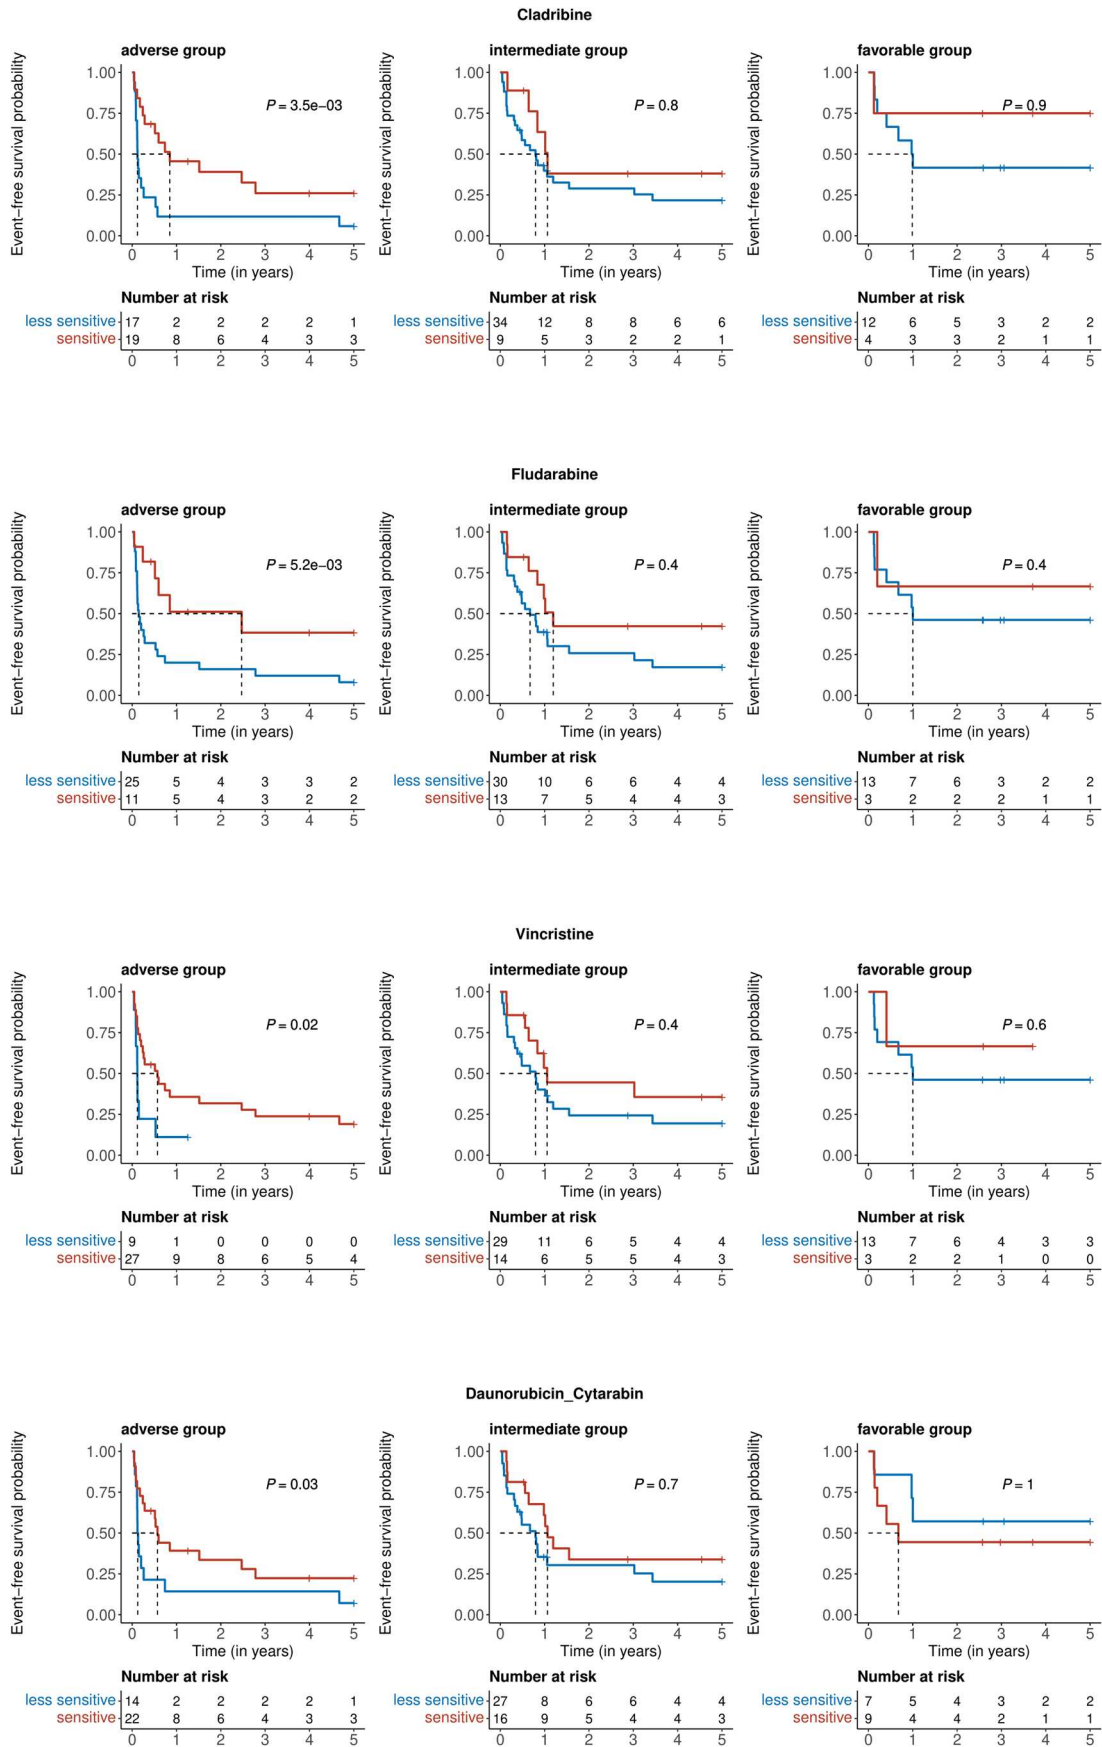 Cladribine
adverse group
Event−free survival probability
1.00
0.75
0.50
0.25
0.00
P = 3.5e−03
0 1 2 3 4 5
Time (in years)
Number at risk
less sensitive 17 2 2 2 2 1
sensitive 19 8 6 4 3 3
0 1 2 3 4 5
intermediate group
Event−free survival probability
1.00
0.75
0.50
0.25
0.00
P = 0.8
0 1 2 3 4 5
Time (in years)
Number at risk
less sensitive 34 12 8 8 6 6
sensitive 9 5 3 2 2 1
0 1 2 3 4 5
favorable group
Event−free survival probability
1.00
0.75
0.50
0.25
0.00
P = 0.9
0 1 2 3 4 5
Time (in years)
Number at risk
less sensitive 12 6 5 3 2 2
sensitive 4 3 3 2 1 1
0 1 2 3 4 5
Fludarabine
adverse group
Event−free survival probability
1.00
0.75
0.50
0.25
0.00
P = 5.2e−03
0 1 2 3 4 5
Time (in years)
Number at risk
less sensitive 25 5 4 3 3 2
sensitive 11 5 4 3 2 2
0 1 2 3 4 5
intermediate group
Event−free survival probability
1.00
0.75
0.50
0.25
0.00
P = 0.4
0 1 2 3 4 5
Time (in years)
Number at risk
less sensitive 30 10 6 6 4 4
sensitive 13 7 5 4 4 3
0 1 2 3 4 5
favorable group
Event−free survival probability
1.00
0.75
0.50
0.25
0.00
P = 0.4
0 1 2 3 4 5
Time (in years)
Number at risk
less sensitive 13 7 6 3 2 2
sensitive 3 2 2 2 1 1
0 1 2 3 4 5
Vincristine
adverse group
Event−free survival probability
1.00
0.75
0.50
0.25
0.00
P = 0.02
0 1 2 3 4 5
Time (in years)
Number at risk
less sensitive 9 1 0 0 0 0
sensitive 27 9 8 6 5 4
0 1 2 3 4 5
intermediate group
Event−free survival probability
1.00
0.75
0.50
0.25
0.00
P = 0.4
0 1 2 3 4 5
Time (in years)
Number at risk
less sensitive 29 11 6 5 4 4
sensitive 14 6 5 5 4 3
0 1 2 3 4 5
favorable group
Event−free survival probability
1.00
0.75
0.50
0.25
0.00
P = 0.6
0 1 2 3 4 5
Time (in years)
Number at risk
less sensitive 13 7 6 4 3 3
sensitive 3 2 2 1 0 0
0 1 2 3 4 5
Daunorubicin_Cytarabin
adverse group
Event−free survival probability
1.00
0.75
0.50
0.25
0.00
P = 0.03
0 1 2 3 4 5
Time (in years)
Number at risk
less sensitive 14 2 2 2 2 1
sensitive 22 8 6 4 3 3
0 1 2 3 4 5
intermediate group
Event−free survival probability
1.00
0.75
0.50
0.25
0.00
P = 0.7
0 1 2 3 4 5
Time (in years)
Number at risk
less sensitive 27 8 6 6 4 4
sensitive 16 9 5 4 4 3
0 1 2 3 4 5
favorable group
Event−free survival probability
1.00
0.75
0.50
0.25
0.00
P = 1
0 1 2 3 4 5
Time (in years)
Number at risk
less sensitive 7 5 4 3 2 2
sensitive 9 4 4 2 1 1
0 1 2 3 4 5